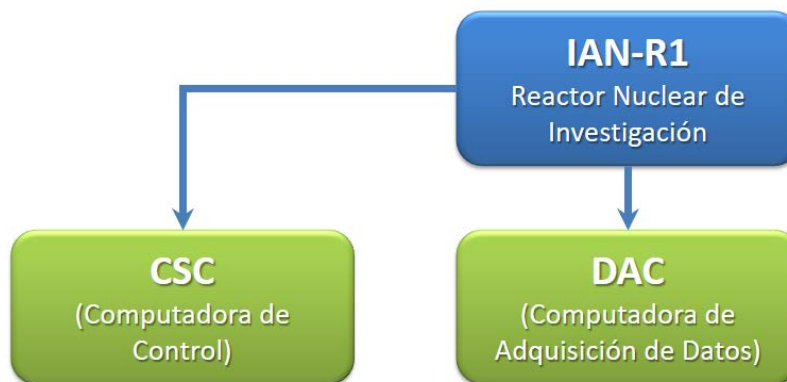 IAN-R1
Reactor Nuclear de
Investigación
CSC
(Computadora de
Control)
DAC
(Computadora de
Adquisición de Datos)